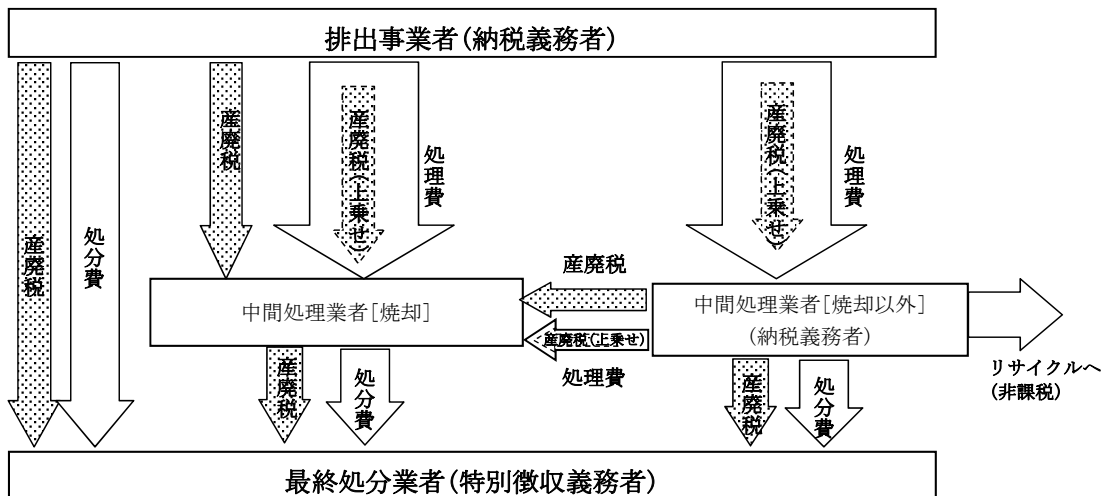 排出事業者(納税義務者)
産廃税
処分費
産廃税
産廃税(上乗せ)
処理費
産廃税(上乗せ)
処理費
産廃税
中間処理業者[焼却]
中間処理業者[焼却以外]
(納税義務者)
産廃税(上乗せ)
処理費
リサイクルへ
(非課税)
産廃税
処分費
産廃税
処分費
最終処分業者(特別徴収義務者)